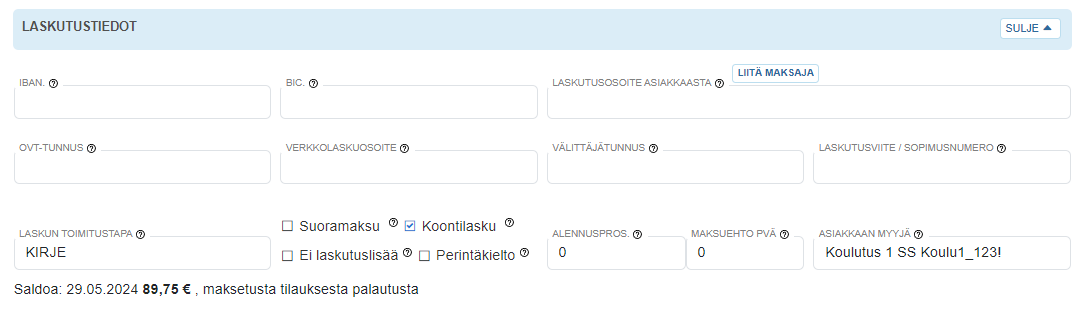 LASKUTUSTIEDOT
SULJE
IBAN.
BIC.
LASKUTUSOSOITE ASIAKKAASTA
LIITÄ MAKSAJA
OVT-TUNNUS
VERKKOLASKUOSOITE
VÄLITTÄJÄTUNNUS
LASKUTUSVIITE / SOPIMUSNUMERO
LASKUN TOIMITUSTAPA
KIRJE
Suoramaksu
Koontilasku
Ei laskutuslisää
Perintäkielto
ALENNUSPROS.
0
MAKSUEHTO PVÄ
0
ASIAKKAAN MYYJÄ
Koulutus 1 SS Koulu1_123!
Saldoa: 29.05.2024 89,75 € , maksetusta tilauksesta palautusta